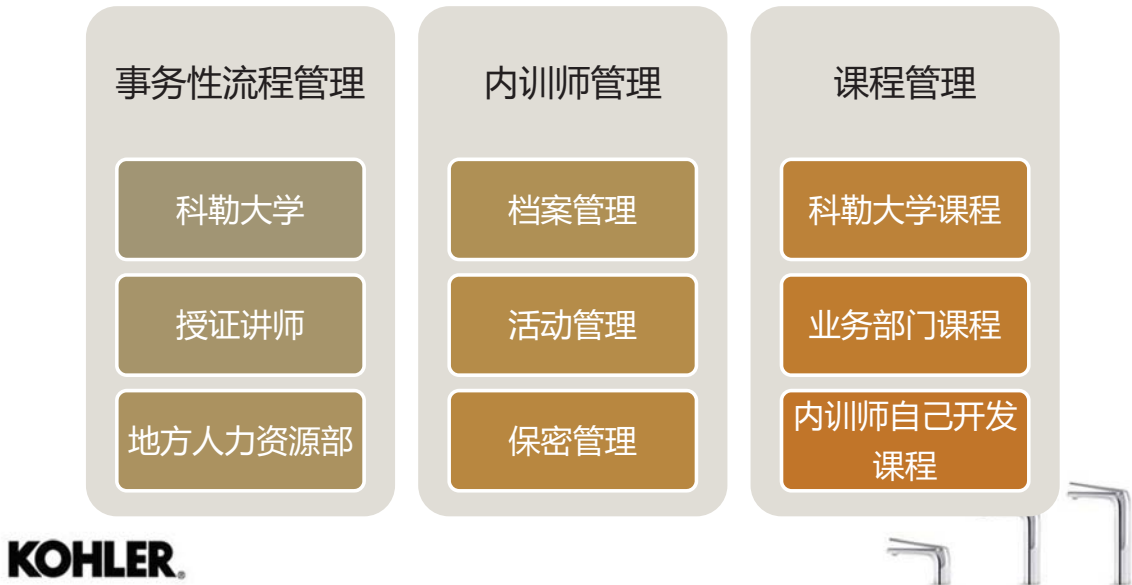 事务性流程管理
科勒大学
授证讲师
地方人力资源部
内训师管理
档案管理
活动管理
保密管理
课程管理
科勒大学课程
业务部门课程
内训师自己开发
课程
KOHLER.